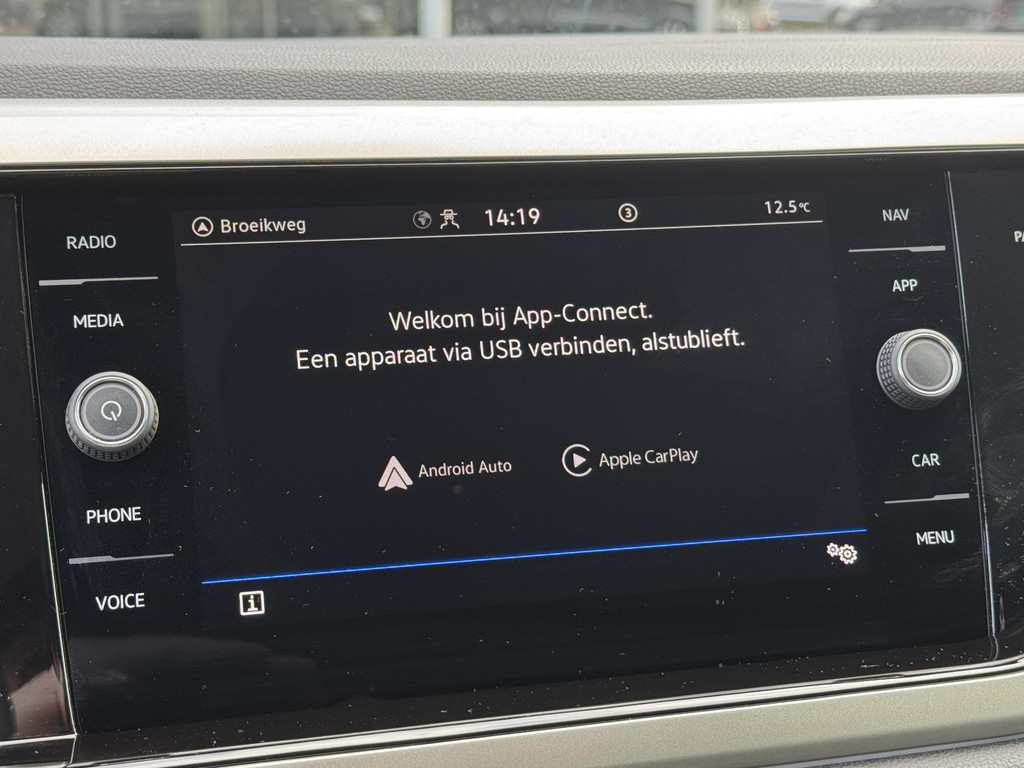 Broeikweg
14:19
3
12.5°C
RADIO
MEDIA
PHONE
VOICE
Welkom bij App-Connect.
Een apparaat via USB verbinden, alstublieft.
Android Auto
Apple CarPlay
i
NAV
APP
CAR
MENU